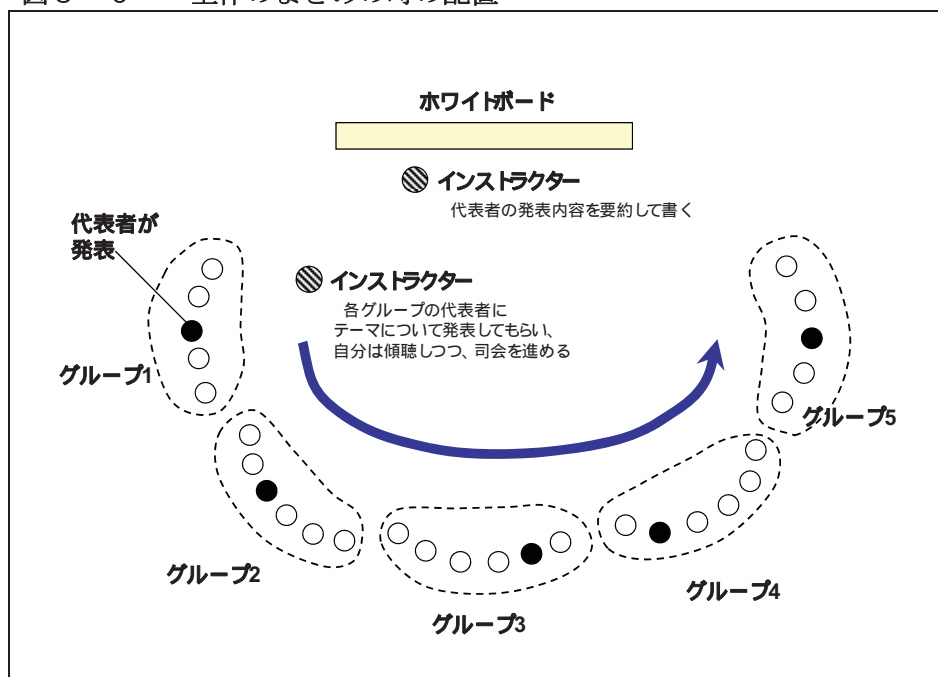 ホワイトボード
インストラクター
代表者の発表内容を要約して書く
代表者が
発表
インストラクター
各グループの代表者に
テーマについて発表してもらい、
自分は傾聴しつつ、司会を進める
グループ1
グループ5
グループ2
グループ4
グループ3